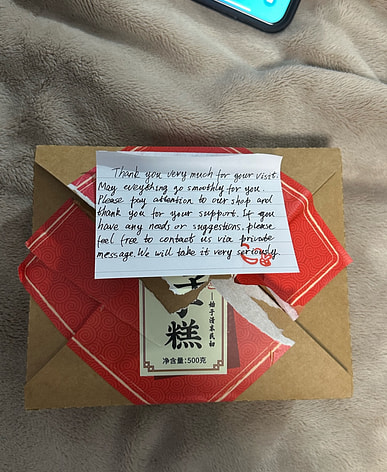 Thank you very much for your visit.
May eveything go smoothly for you.
Please pay attention to our shop and
thank you for your support. If you
have any needs or suggestions, please
feel free to contact us via private
message. We will take it very seriously.
子糕
净含量:500克